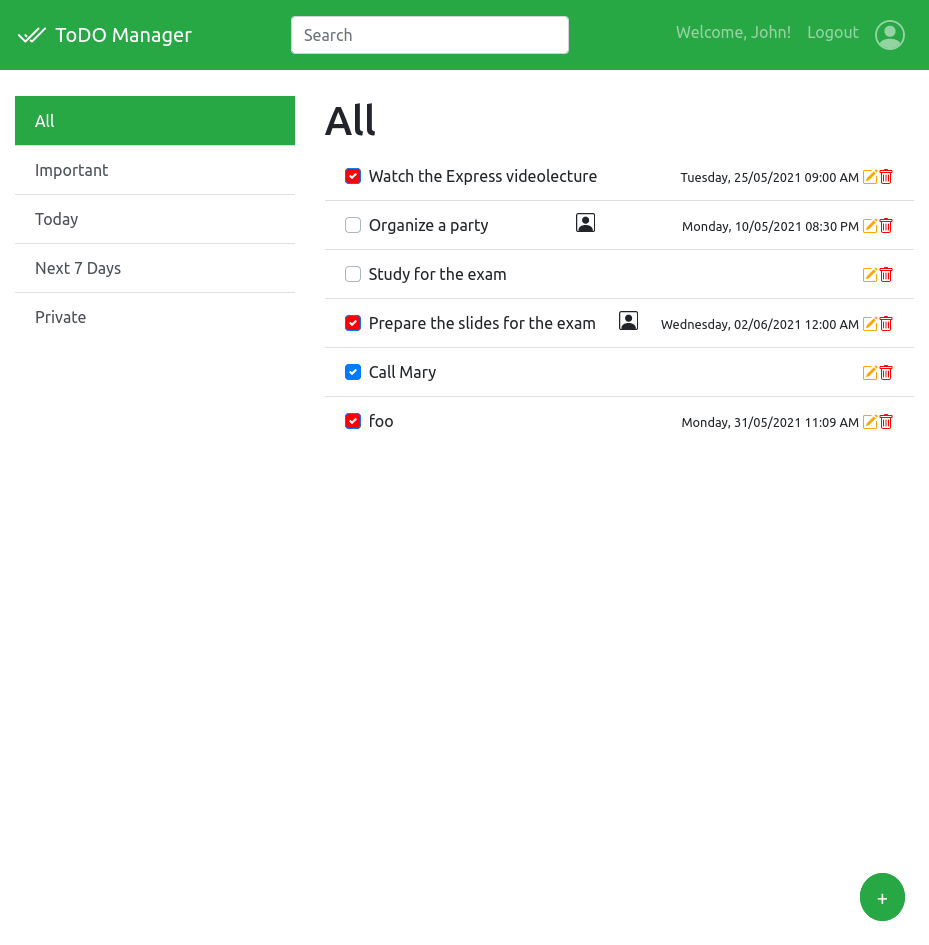 ToDO Manager
Search
Welcome, John! Logout
All
Important
Today
Next 7 Days
Private
All
Watch the Express videolecture Tuesday, 25/05/2021 09:00 AM
Organize a party Monday, 10/05/2021 08:30 PM
Study for the exam
Prepare the slides for the exam Wednesday, 02/06/2021 12:00 AM
Call Mary
foo Monday, 31/05/2021 11:09 AM
+